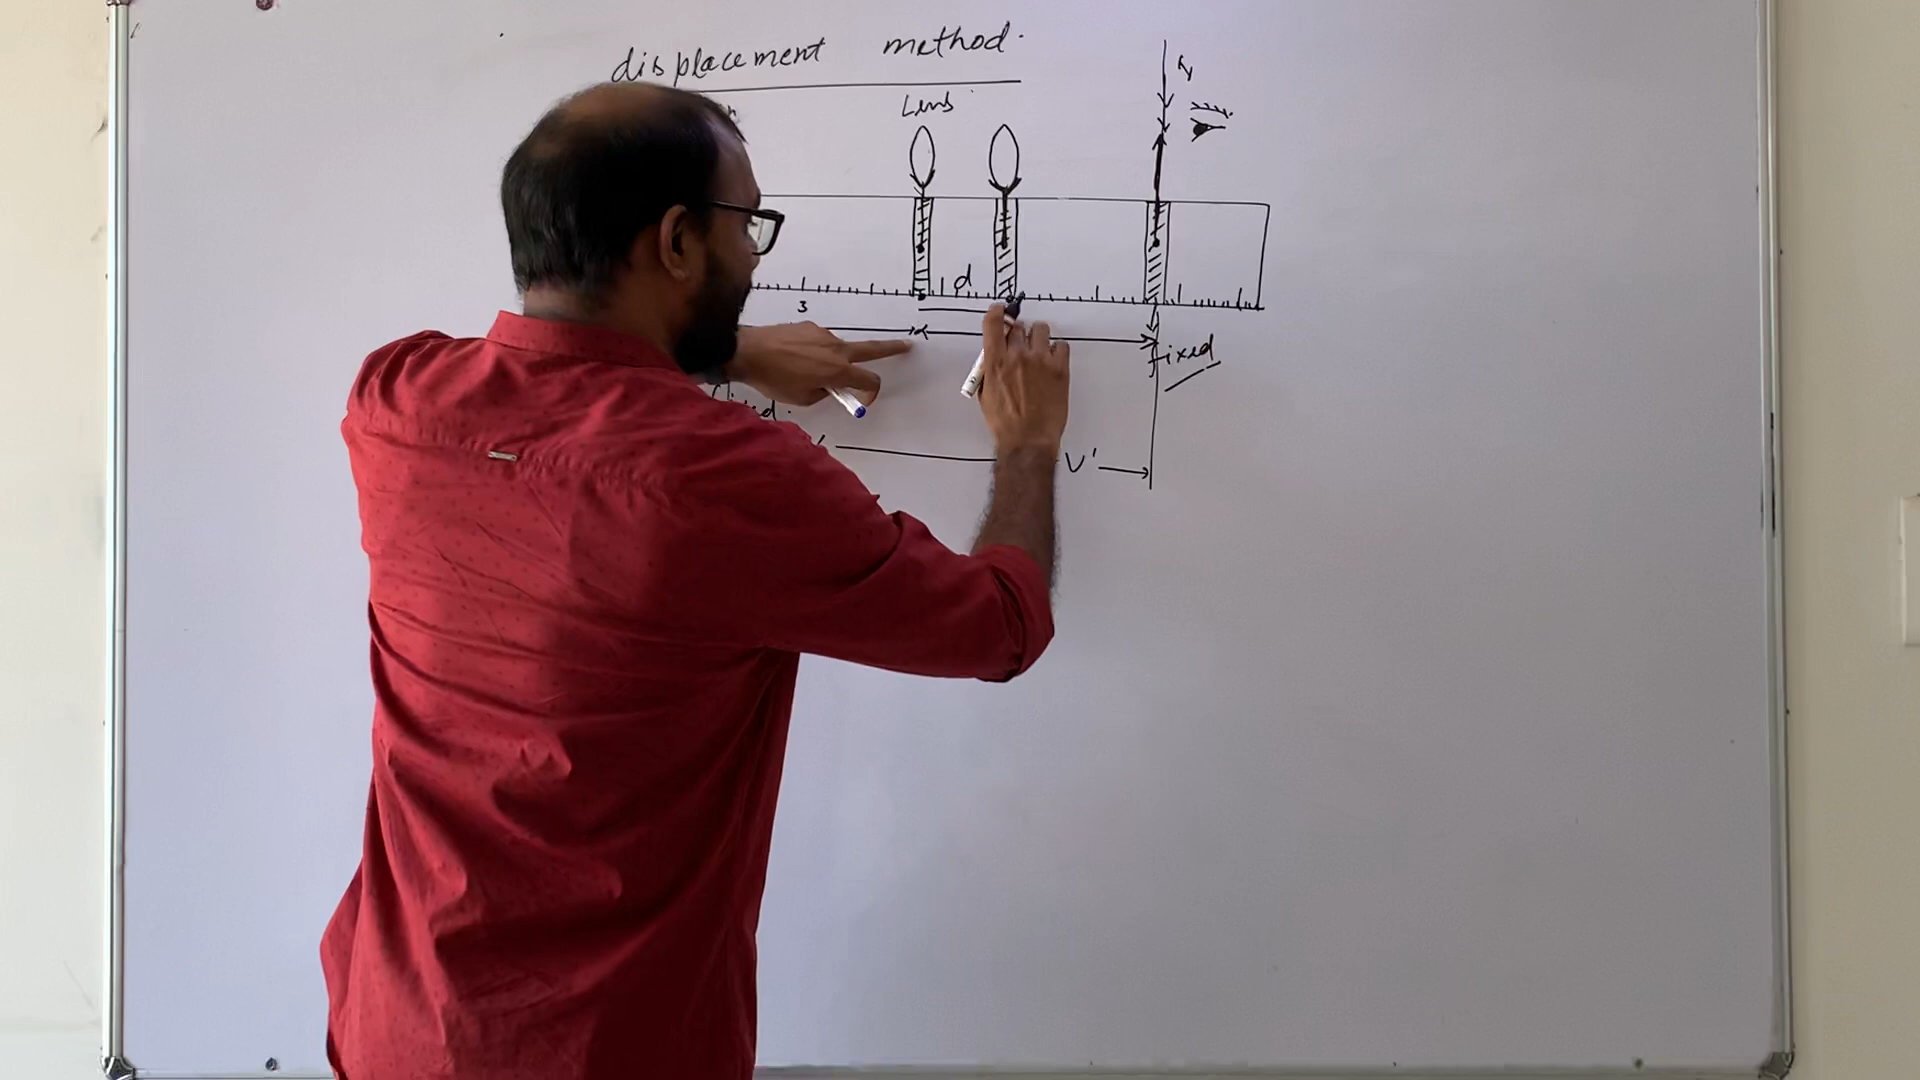 displacement method.
Lens
d
3
fixed
V'